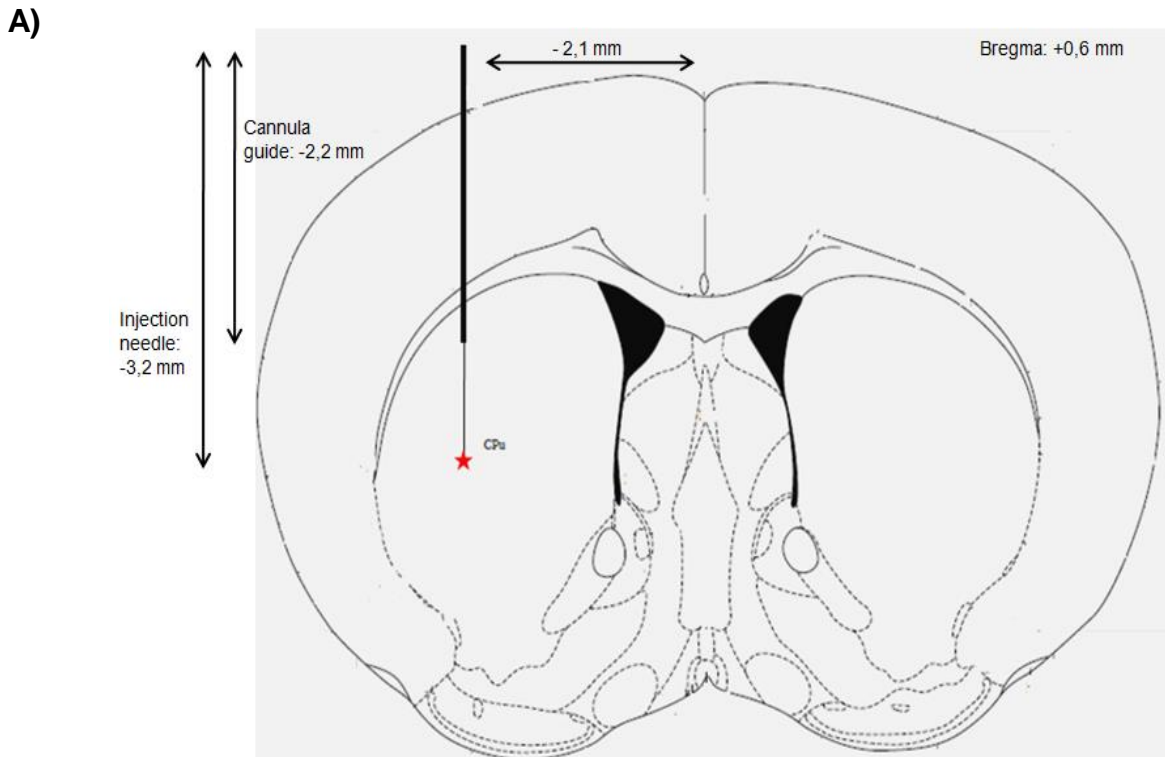 A)
- 2,1 mm
Bregma: +0,6 mm
Cannula
guide: -2,2 mm
Injection
needle:
-3,2 mm
CPu